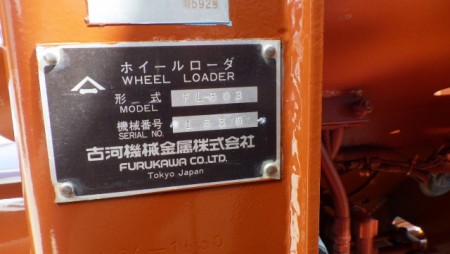 ホイールローダ
WHEEL LOADER
形式
MODEL
機械番号
SERIAL NO.
古河機械金属株式会社
FURUKAWA CO.LTD.
Tokyo Japan